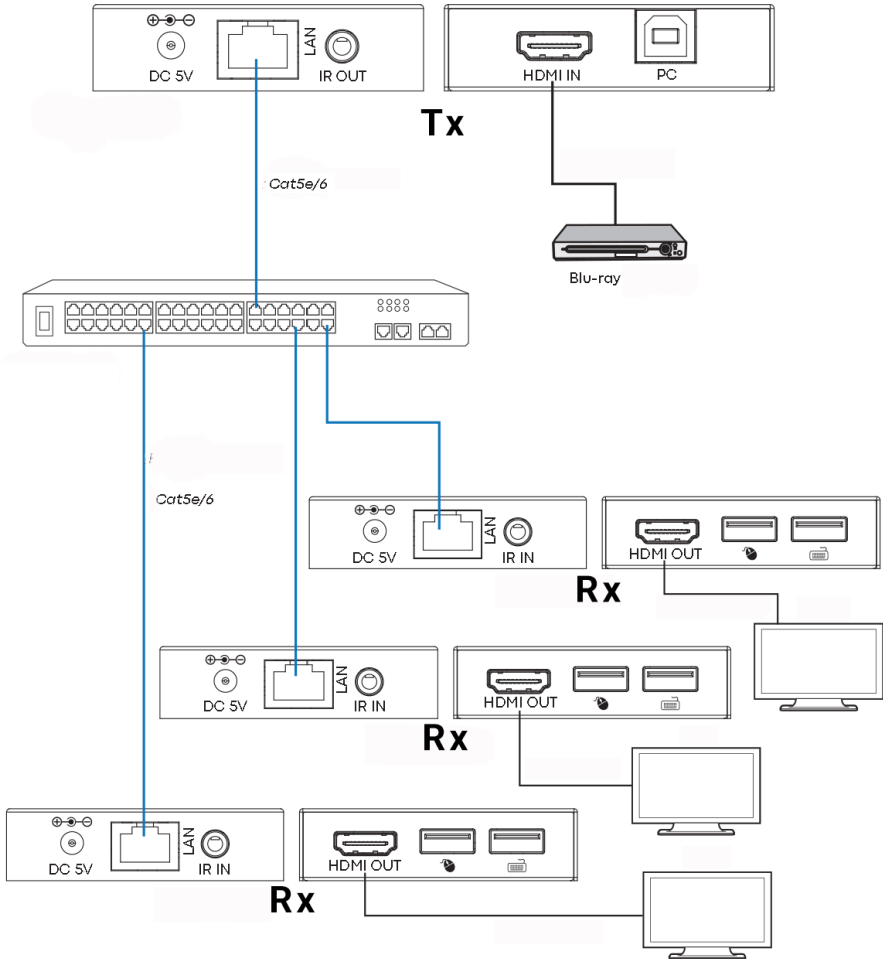 DC 5V
LAN
IR OUT
HDMI IN
PC
Tx
Cat5e/6
Blu-ray
Cat5e/6
DC 5V
LAN
IR IN
HDMI OUT
Rx
DC 5V
LAN
IR IN
HDMI OUT
Rx
DC 5V
LAN
IR IN
HDMI OUT
Rx